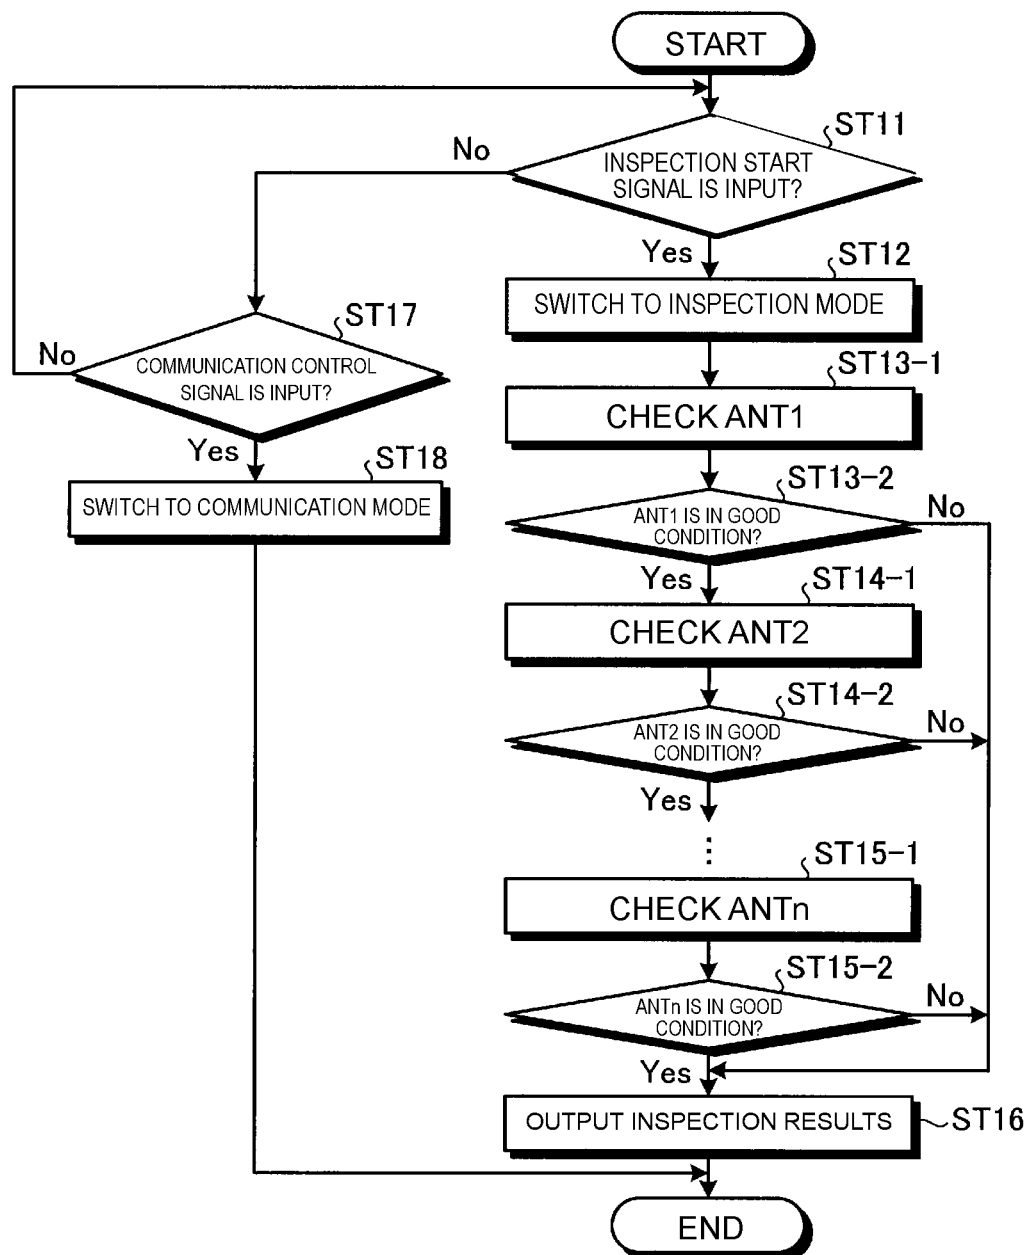 START
ST11
No
INSPECTION START
SIGNAL IS INPUT?
Yes
ST12
SWITCH TO INSPECTION MODE
ST17
No
COMMUNICATION CONTROL
SIGNAL IS INPUT?
Yes
ST18
SWITCH TO COMMUNICATION MODE
ST13-1
CHECK ANT1
ST13-2
ANT1 IS IN GOOD
CONDITION?
No
Yes
ST14-1
CHECK ANT2
ST14-2
ANT2 IS IN GOOD
CONDITION?
No
Yes
⋮
ST15-1
CHECK ANTn
ST15-2
ANTn IS IN GOOD
CONDITION?
No
Yes
OUTPUT INSPECTION RESULTS
ST16
END